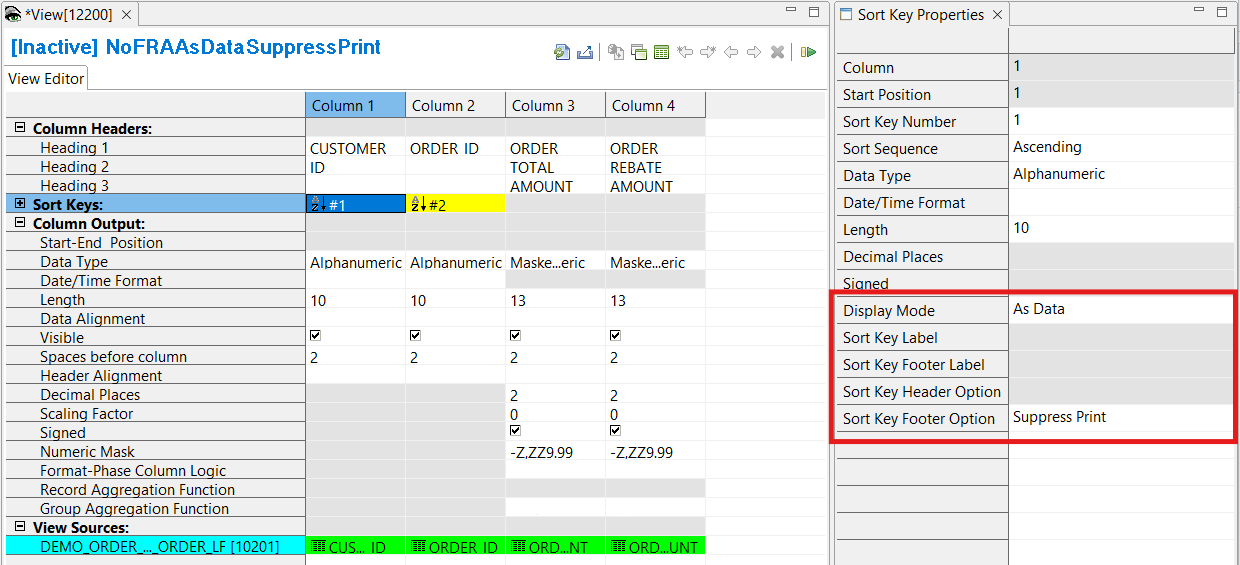 *View[12200]
[Inactive] NoFRAAsDataSuppressPrint
View Editor
Column 1 Column 2 Column 3 Column 4
Column Headers:
Heading 1 CUSTOMER ORDER ID ORDER ORDER
Heading 2 ID TOTAL REBATE
Heading 3 AMOUNT AMOUNT
Sort Keys: #1 #2
Column Output:
Start-End Position
Data Type Alphanumeric Alphanumeric Maske...eric Maske...eric
Date/Time Format
Length 10 10 13 13
Data Alignment
Visible
Spaces before column 2 2 2 2
Header Alignment
Decimal Places 2 2
Scaling Factor 0 0
Signed
Numeric Mask -Z,ZZ9.99 -Z,ZZ9.99
Format-Phase Column Logic
Record Aggregation Function
Group Aggregation Function
View Sources:
DEMO_ORDER_..._ORDER_LF [10201] CUS..._ID ORDER_ID ORD...NT ORD...UNT
Sort Key Properties
Column 1
Start Position 1
Sort Key Number 1
Sort Sequence Ascending
Data Type Alphanumeric
Date/Time Format
Length 10
Decimal Places
Signed
Display Mode As Data
Sort Key Label
Sort Key Footer Label
Sort Key Header Option
Sort Key Footer Option Suppress Print